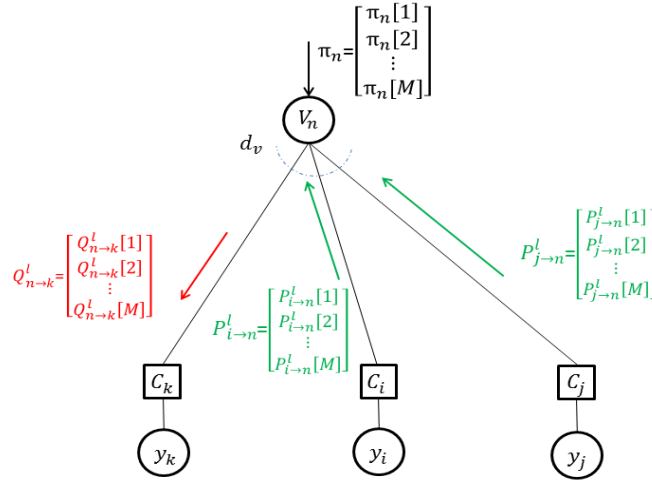 π_n=[π_n[1]
π_n[2]
⋮
π_n[M]]
V_n
d_v
Q^l_{n→k}=[Q^l_{n→k}[1]
Q^l_{n→k}[2]
⋮
Q^l_{n→k}[M]]
P^l_{i→n}=[P^l_{i→n}[1]
P^l_{i→n}[2]
⋮
P^l_{i→n}[M]]
P^l_{j→n}=[P^l_{j→n}[1]
P^l_{j→n}[2]
⋮
P^l_{j→n}[M]]
C_k
C_i
C_j
y_k
y_i
y_j